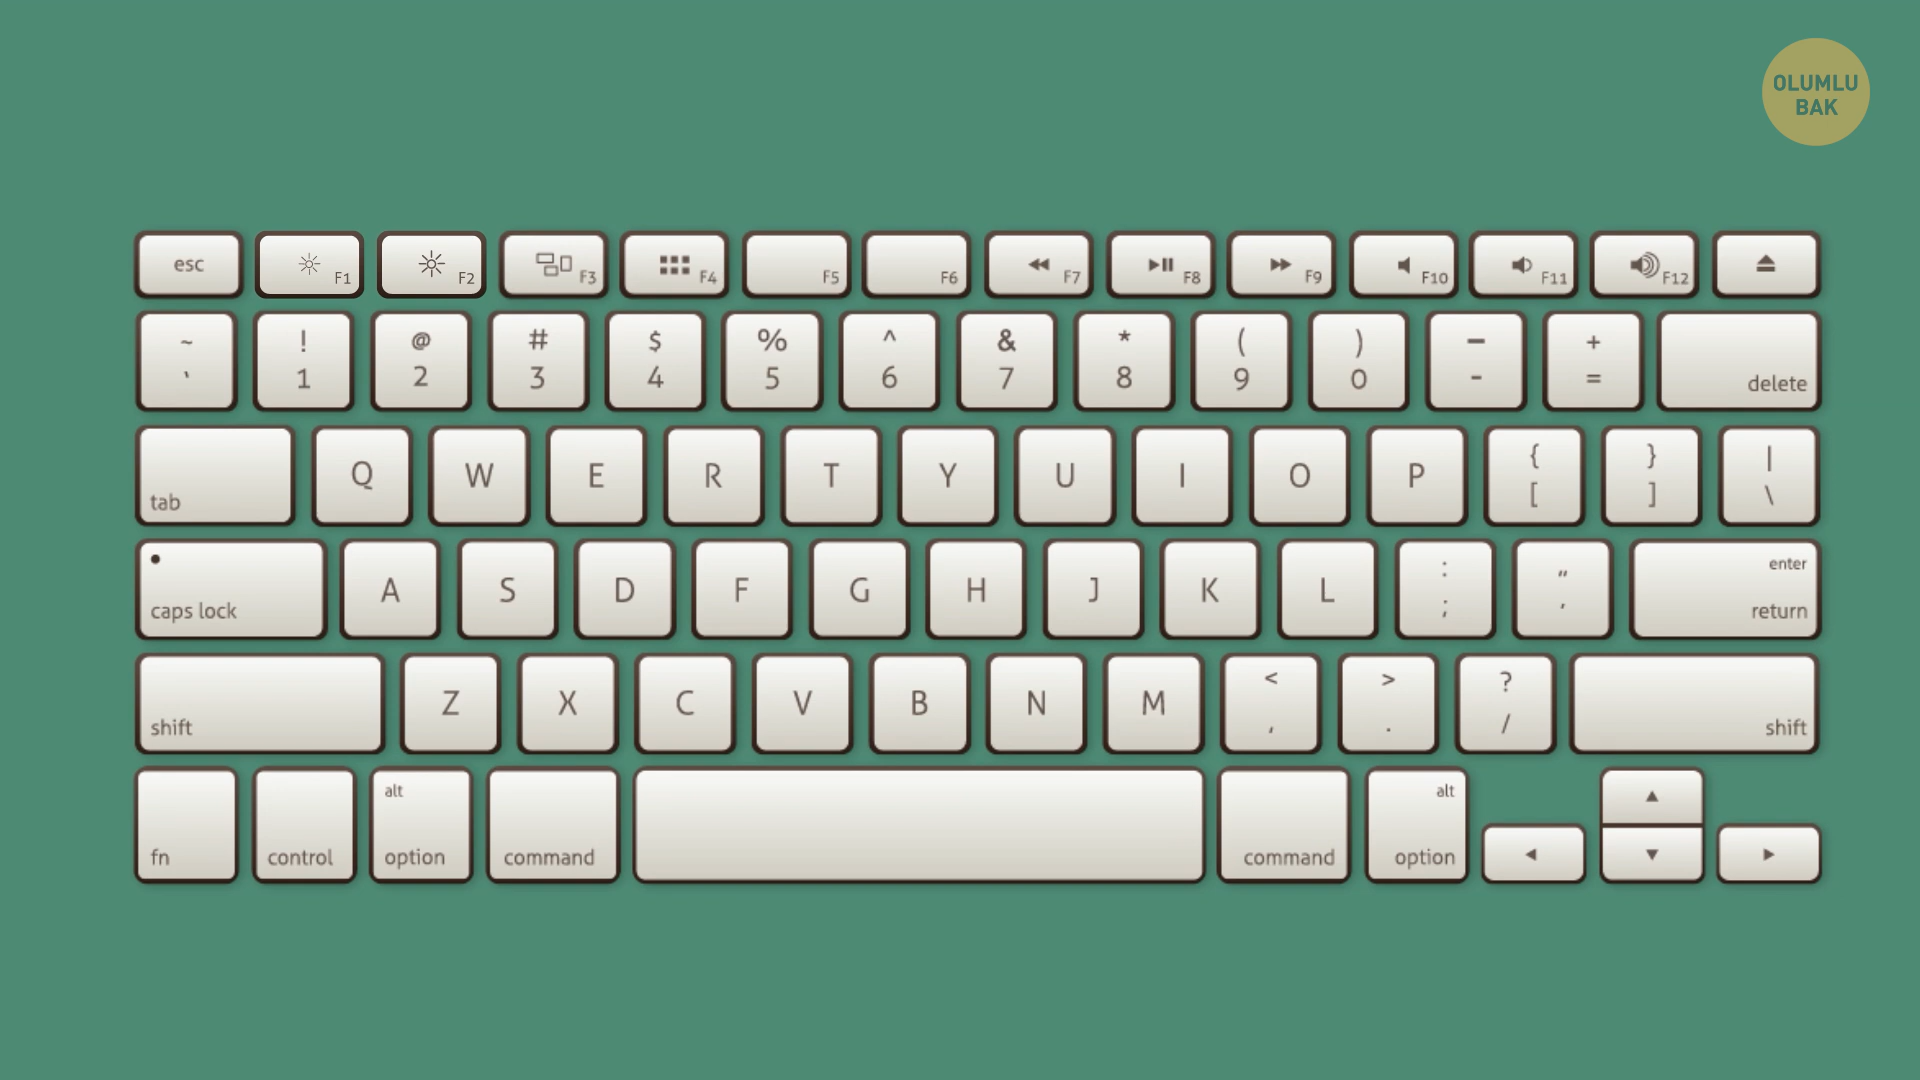 OLUMLU
BAK
esc F1 F2 F3 F4 F5 F6 F7 F8 F9 F10 F11 F12
~ ! @ # $ % ^ & * ( ) — +
` 1 2 3 4 5 6 7 8 9 0 - = delete
tab Q W E R T Y U I O P { [ } ] | \
caps lock A S D F G H J K L : ; " ' enter return
shift Z X C V B N M < , > . ? / shift
fn control alt option command command alt option